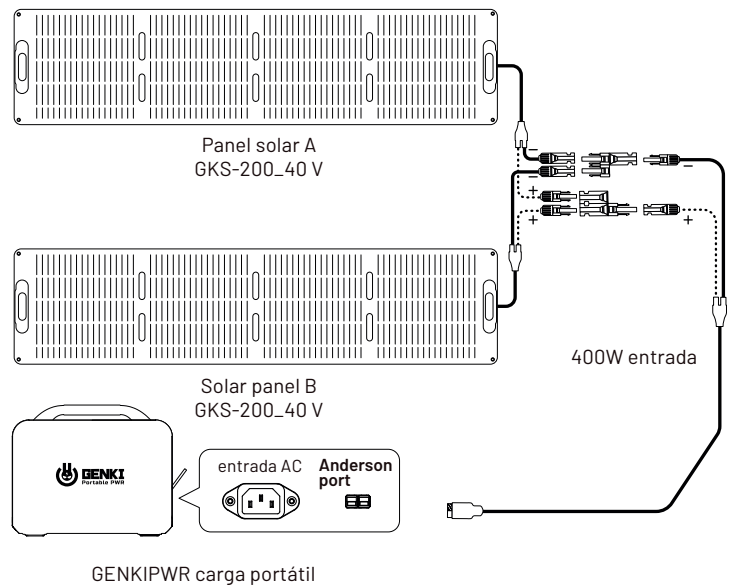 Panel solar A
GKS-200_40 V
−
−
+
+
−
+
400W entrada
Solar panel B
GKS-200_40 V
GENKI
Portable PWR
entrada AC
Anderson
port
GENKIPWR carga portátil